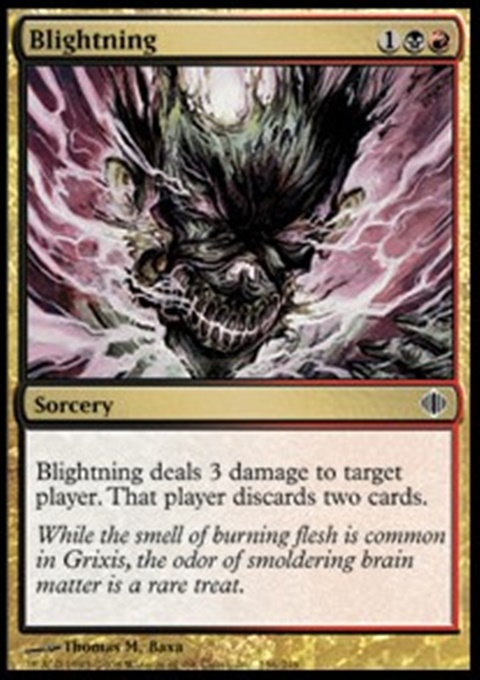 Blightning
1
Sorcery
Blightning deals 3 damage to target
player. That player discards two cards.
While the smell of burning flesh is common
in Grixis, the odor of smoldering brain
matter is a rare treat.
Thomas M. Baxa